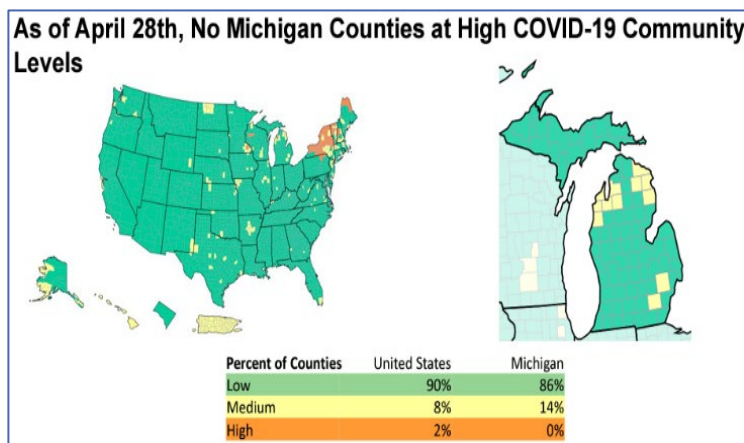 As of April 28th, No Michigan Counties at High COVID-19 Community
Levels
Percent of Counties United States Michigan
Low 90% 86%
Medium 8% 14%
High 2% 0%